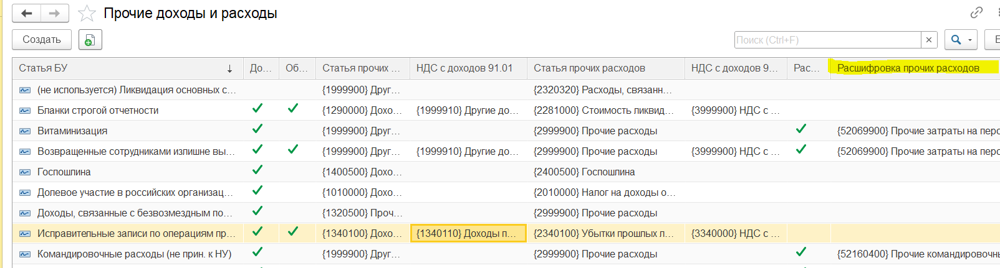 Прочие доходы и расходы
Создать
Поиск (Ctrl+F) × Е
Статья БУ ↓ До... Об... Статья прочих ... НДС с доходов 91.01 Статья прочих расходов НДС с доходов 9... Рас... Расшифровка прочих расходов
(не используется) Ликвидация основных с... {1999900} Друг... {2320320} Расходы, связанн...
Бланки строгой отчетности {1290000} Дохо... {1999910} Другие до... {2281000} Стоимость ликвид... {3999900} НДС с ...
Витаминизация {1999900} Друг... {2999900} Прочие расходы {52069900} Прочие затраты на перс
Возвращенные сотрудниками излишне вы... {1999900} Друг... {1999910} Другие до... {2999900} Прочие расходы {3999900} НДС с ... {52069900} Прочие затраты на перс
Госпошлина {1400500} Дохо... {2400500} Госпошлина
Долевое участие в российских организац... {1010000} Дохо... {2010000} Налог на доходы о...
Доходы, связанные с безвозмездным по... {1320500} Проч... {2999900} Прочие расходы
Исправительные записи по операциям пр... {1340100} Дохо... {1340110} Доходы п... {2340100} Убытки прошлых л... {3340000} НДС с ...
Командировочные расходы (не прин. к НУ) {1999900} Друг... {2999900} Прочие расходы {52160400} Прочие командировочн